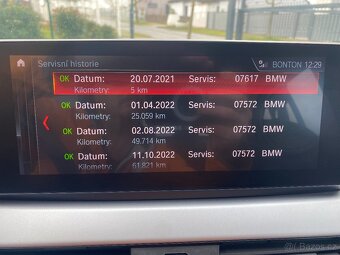 Servisní historie
BONTON 12:29
OK Datum: 20.07.2021 Servis: 07617 BMW
Kilometry: 5 km
OK Datum: 01.04.2022 Servis: 07572 BMW
Kilometry: 25.059 km
OK Datum: 02.08.2022 Servis: 07572 BMW
Kilometry: 49.714 km
OK Datum: 11.10.2022 Servis: 07572 BMW
Kilometry: 61.821 km
Bazos.cz